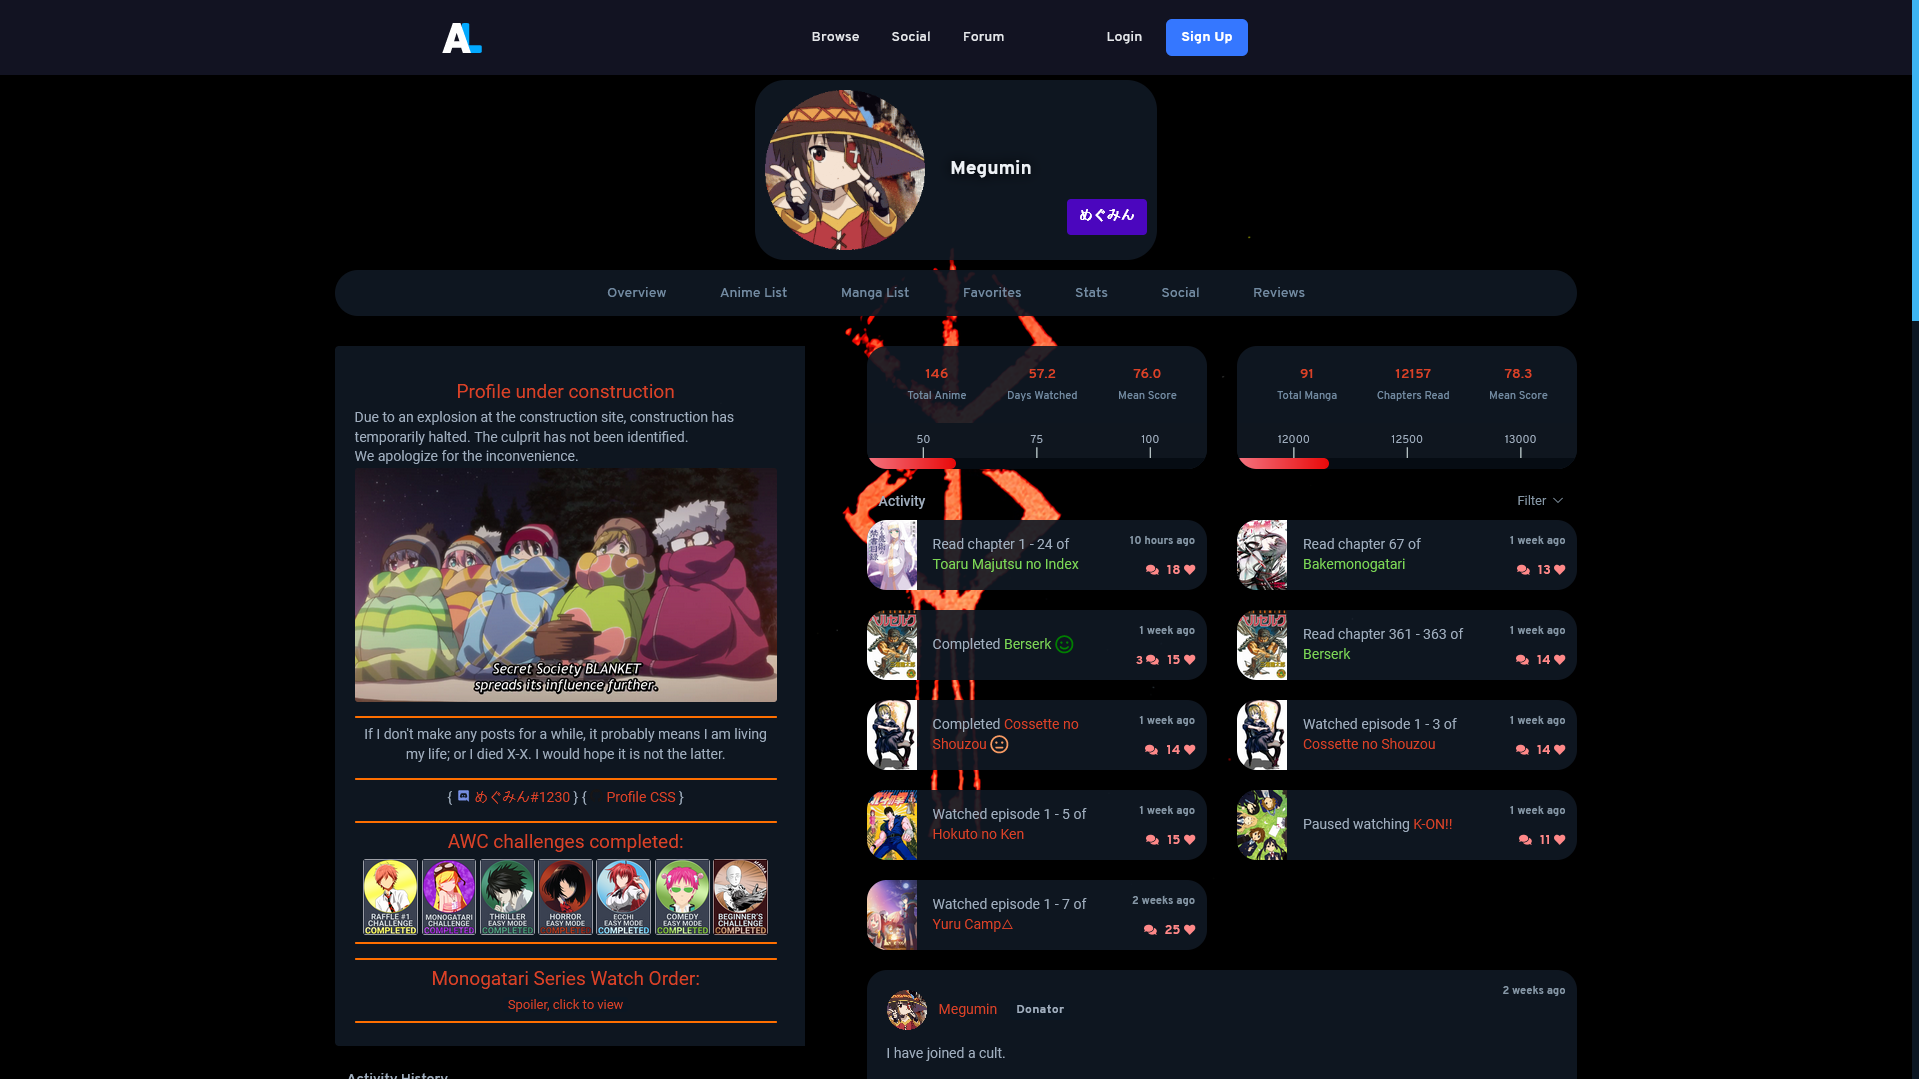 AL
Browse
Social
Forum
Login
Sign Up
Megumin
めぐみん
Overview
Anime List
Manga List
Favorites
Stats
Social
Reviews
Profile under construction
Due to an explosion at the construction site, construction has
temporarily halted. The culprit has not been identified.
We apologize for the inconvenience.
Secret Society BLANKET
spreads its influence further.
If I don't make any posts for a while, it probably means I am living
my life; or I died X-X. I would hope it is not the latter.
{ めぐみん#1230 } { Profile CSS }
AWC challenges completed:
RAFFLE #1
CHALLENGE
COMPLETED
MONOGATARI
CHALLENGE
COMPLETED
THRILLER
EASY MODE
COMPLETED
HORROR
EASY MODE
COMPLETED
ECCHI
EASY MODE
COMPLETED
COMEDY
EASY MODE
COMPLETED
BEGINNER'S
CHALLENGE
COMPLETED
Monogatari Series Watch Order:
Spoiler, click to view
Activity History
146
Total Anime
57.2
Days Watched
76.0
Mean Score
50
75
100
91
Total Manga
12157
Chapters Read
78.3
Mean Score
12000
12500
13000
Activity
Filter
Read chapter 1 - 24 of
Toaru Majutsu no Index
10 hours ago
18
Read chapter 67 of
Bakemonogatari
1 week ago
13
Completed Berserk
1 week ago
3 15
Read chapter 361 - 363 of
Berserk
1 week ago
14
Completed Cossette no
Shouzou
1 week ago
14
Watched episode 1 - 3 of
Cossette no Shouzou
1 week ago
14
Watched episode 1 - 5 of
Hokuto no Ken
1 week ago
15
Paused watching K-ON!!
1 week ago
11
Watched episode 1 - 7 of
Yuru Camp△
2 weeks ago
25
Megumin
Donator
2 weeks ago
I have joined a cult.